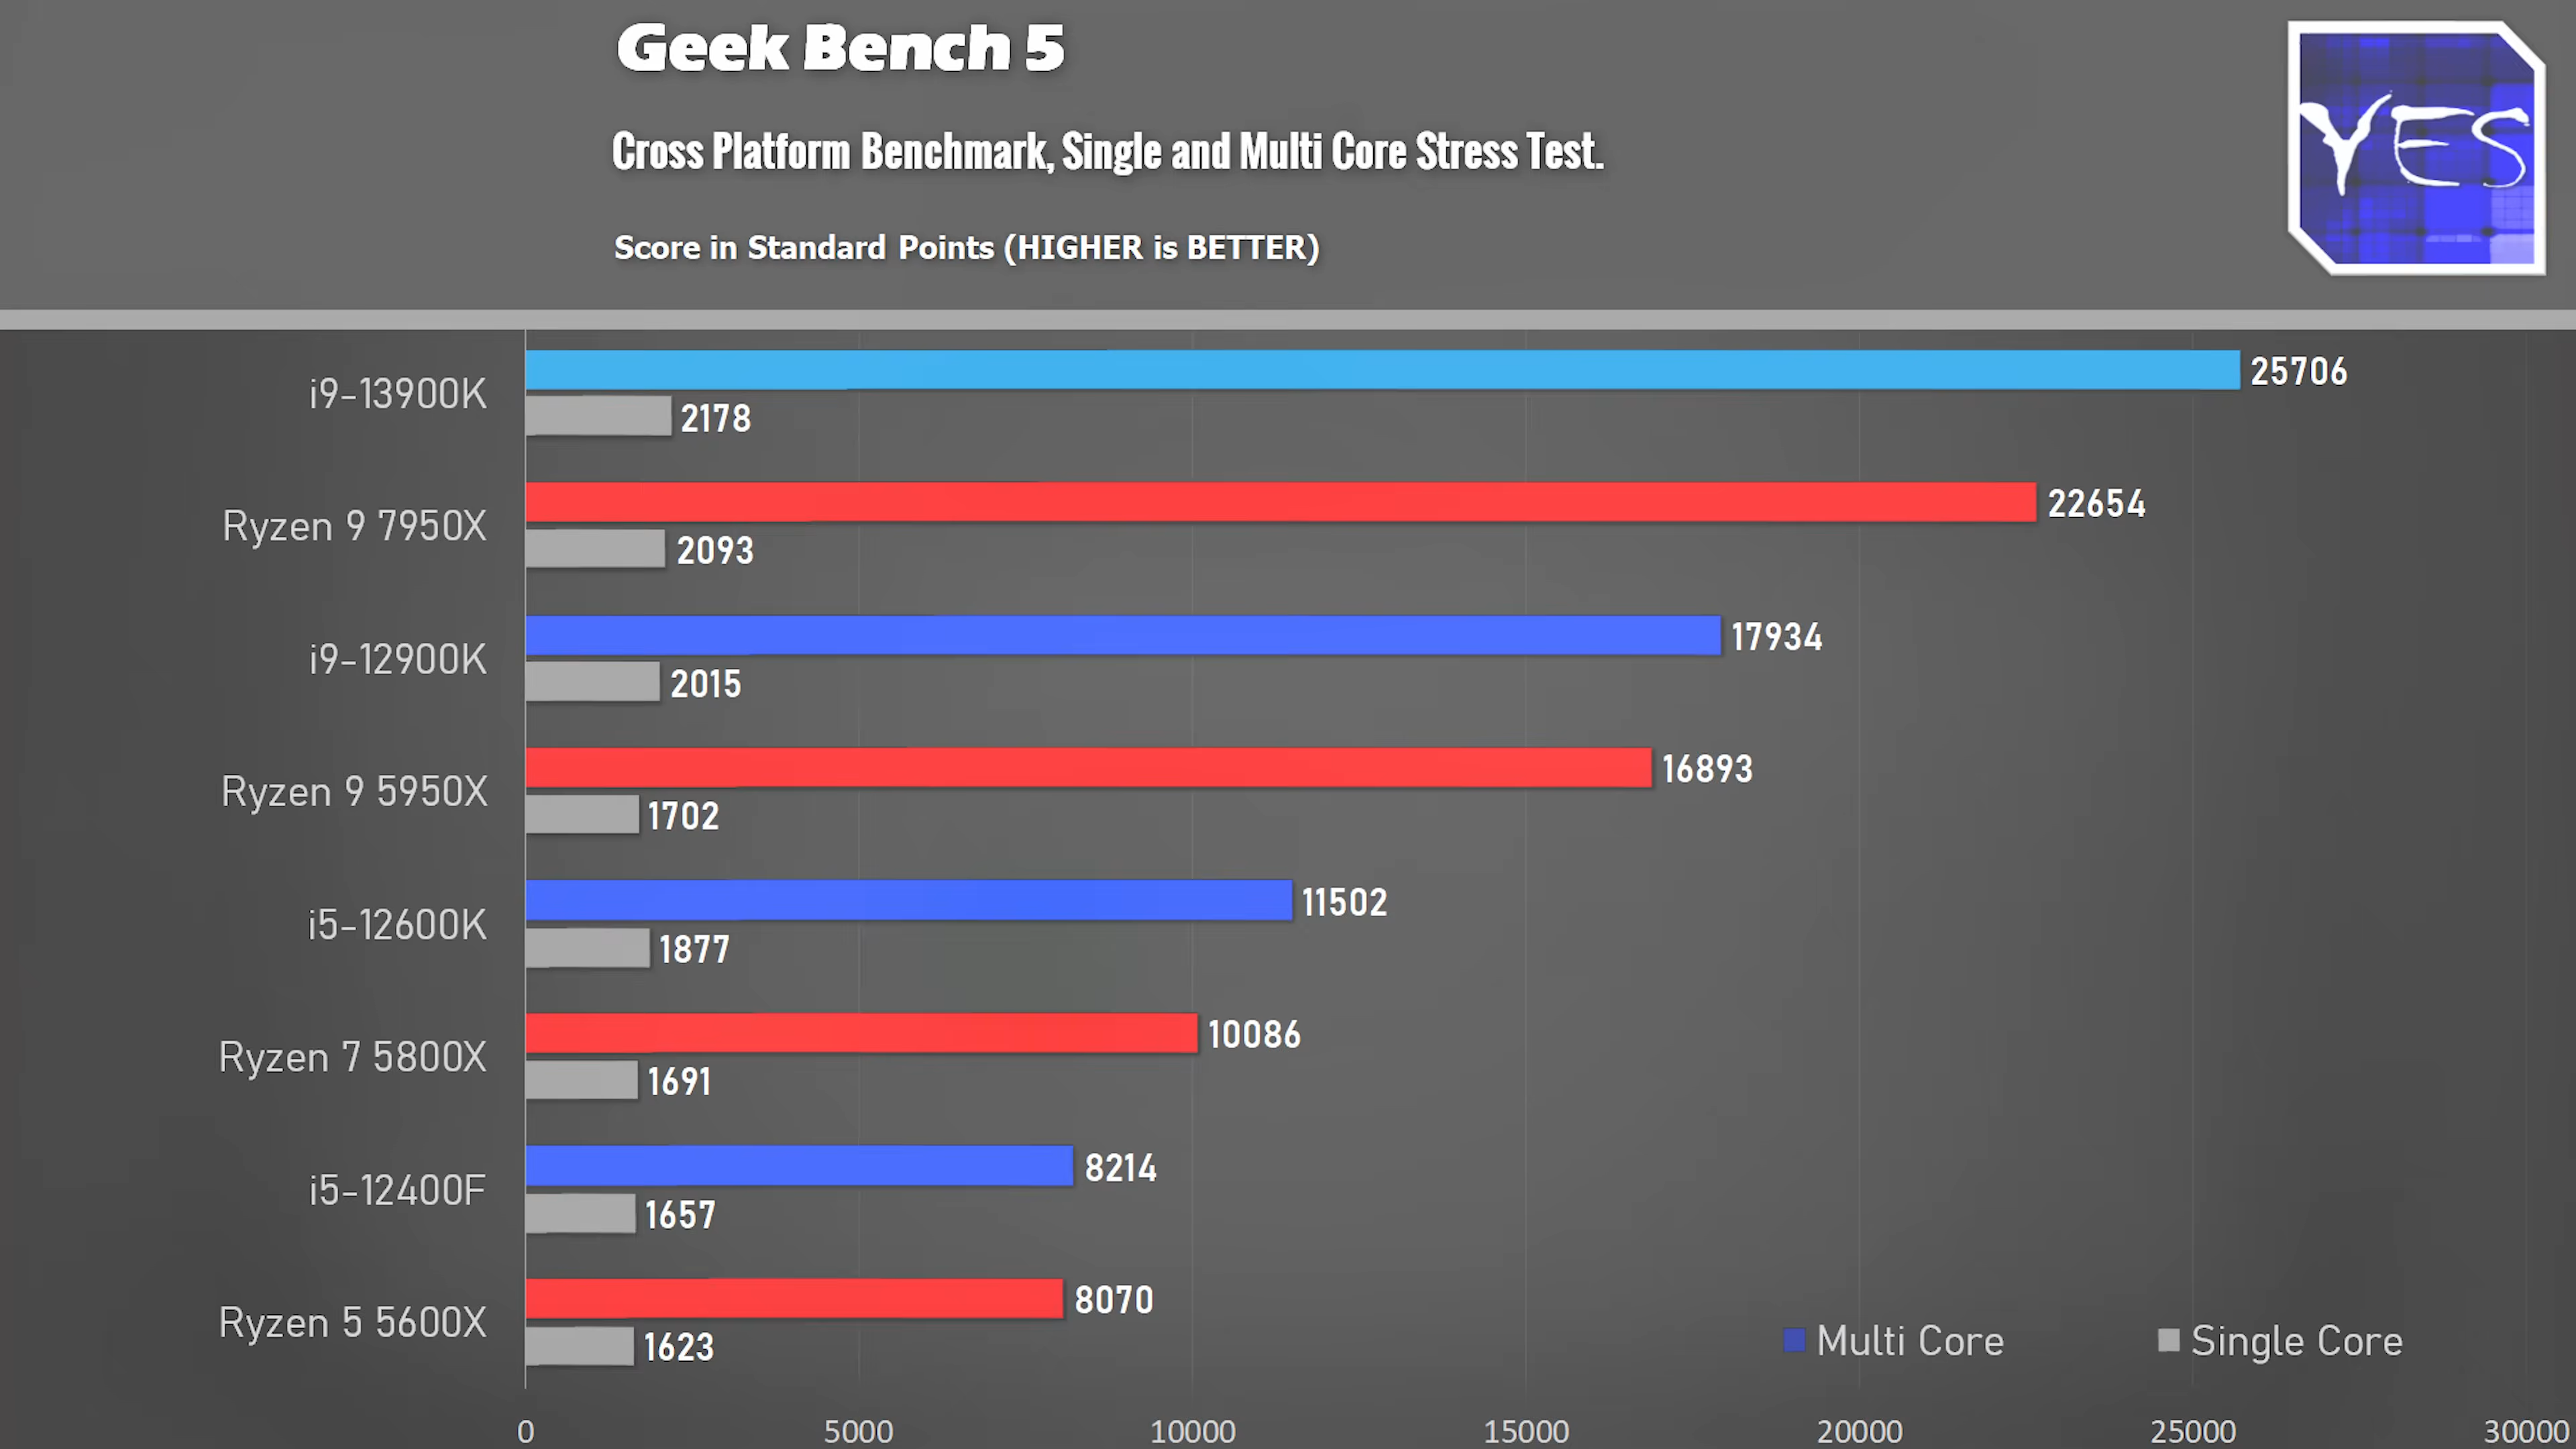 Geek Bench 5
YES
Cross Platform Benchmark, Single and Multi Core Stress Test.
Score in Standard Points (HIGHER is BETTER)
i9-13900K
25706
2178
Ryzen 9 7950X
22654
2093
i9-12900K
17934
2015
Ryzen 9 5950X
16893
1702
i5-12600K
11502
1877
Ryzen 7 5800X
10086
1691
i5-12400F
8214
1657
Ryzen 5 5600X
8070
1623
Multi Core Single Core
0 5000 10000 15000 20000 25000 30000